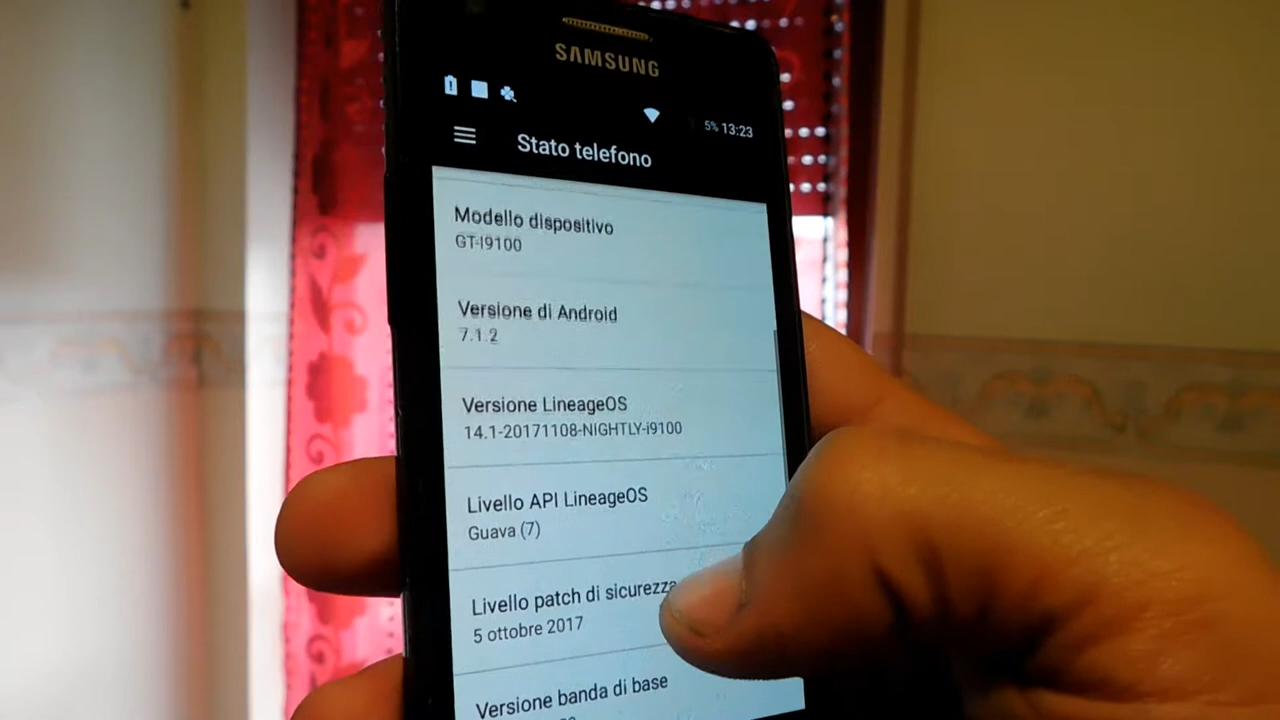 SAMSUNG
5% 13:23
Stato telefono
Modello dispositivo
GT-I9100
Versione di Android
7.1.2
Versione LineageOS
14.1-20171108-NIGHTLY-i9100
Livello API LineageOS
Guava (7)
Livello patch di sicurezza
5 ottobre 2017
Versione banda di base